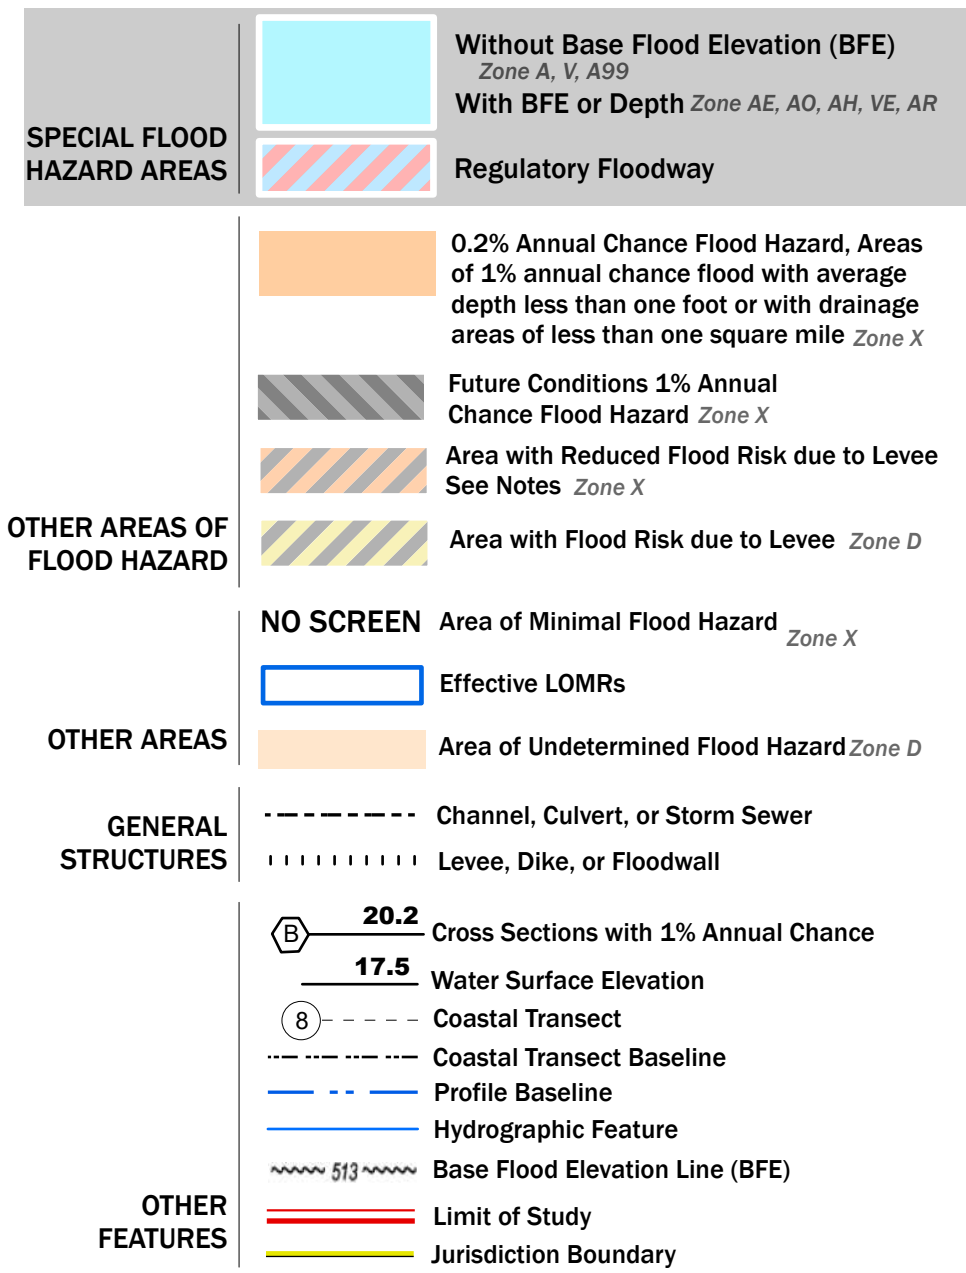 SPECIAL FLOOD
HAZARD AREAS
Without Base Flood Elevation (BFE)
Zone A, V, A99
With BFE or Depth Zone AE, AO, AH, VE, AR
Regulatory Floodway
OTHER AREAS OF
FLOOD HAZARD
0.2% Annual Chance Flood Hazard, Areas
of 1% annual chance flood with average
depth less than one foot or with drainage
areas of less than one square mile Zone X
Future Conditions 1% Annual
Chance Flood Hazard Zone X
Area with Reduced Flood Risk due to Levee
See Notes Zone X
Area with Flood Risk due to Levee Zone D
OTHER AREAS
NO SCREEN Area of Minimal Flood Hazard Zone X
Effective LOMRs
Area of Undetermined Flood Hazard Zone D
GENERAL
STRUCTURES
Channel, Culvert, or Storm Sewer
Levee, Dike, or Floodwall
OTHER
FEATURES
B 20.2 Cross Sections with 1% Annual Chance
17.5 Water Surface Elevation
8 Coastal Transect
Coastal Transect Baseline
Profile Baseline
Hydrographic Feature
513 Base Flood Elevation Line (BFE)
Limit of Study
Jurisdiction Boundary